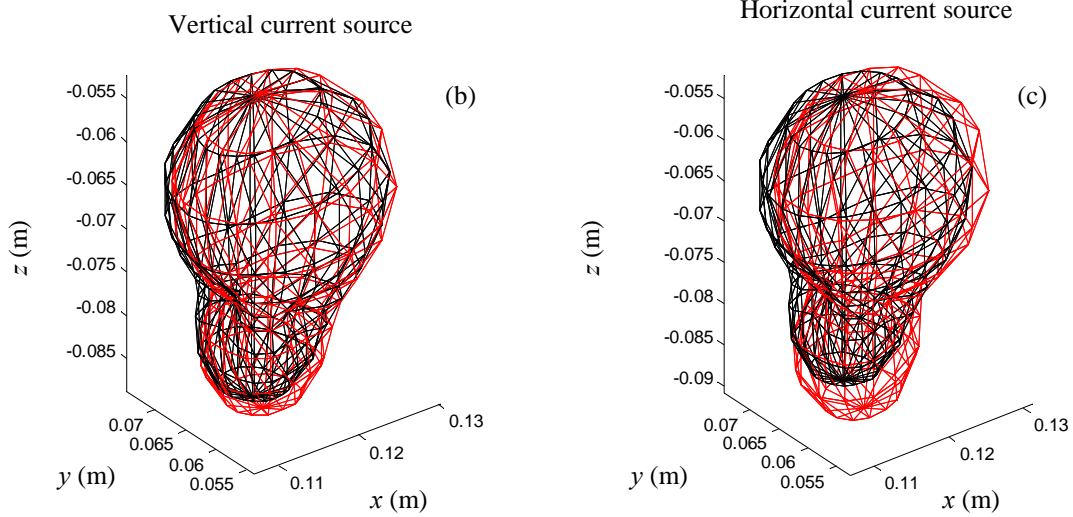 Vertical current source
(b)
-0.055
-0.06
-0.065
-0.07
-0.075
-0.08
-0.085
z (m)
0.07
0.065
0.06
0.055
y (m)
0.11
0.12
0.13
x (m)
Horizontal current source
(c)
-0.055
-0.06
-0.065
-0.07
-0.075
-0.08
-0.085
-0.09
z (m)
0.07
0.065
0.06
0.055
y (m)
0.11
0.12
0.13
x (m)